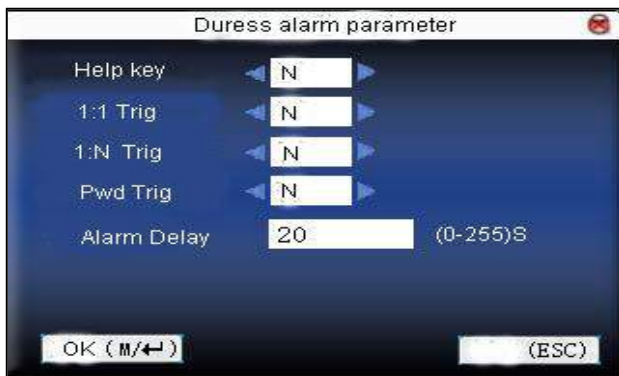 Duress alarm parameter
Help key N
1:1 Trig N
1:N Trig N
Pwd Trig N
Alarm Delay 20 (0-255)S
OK (M/↵) (ESC)